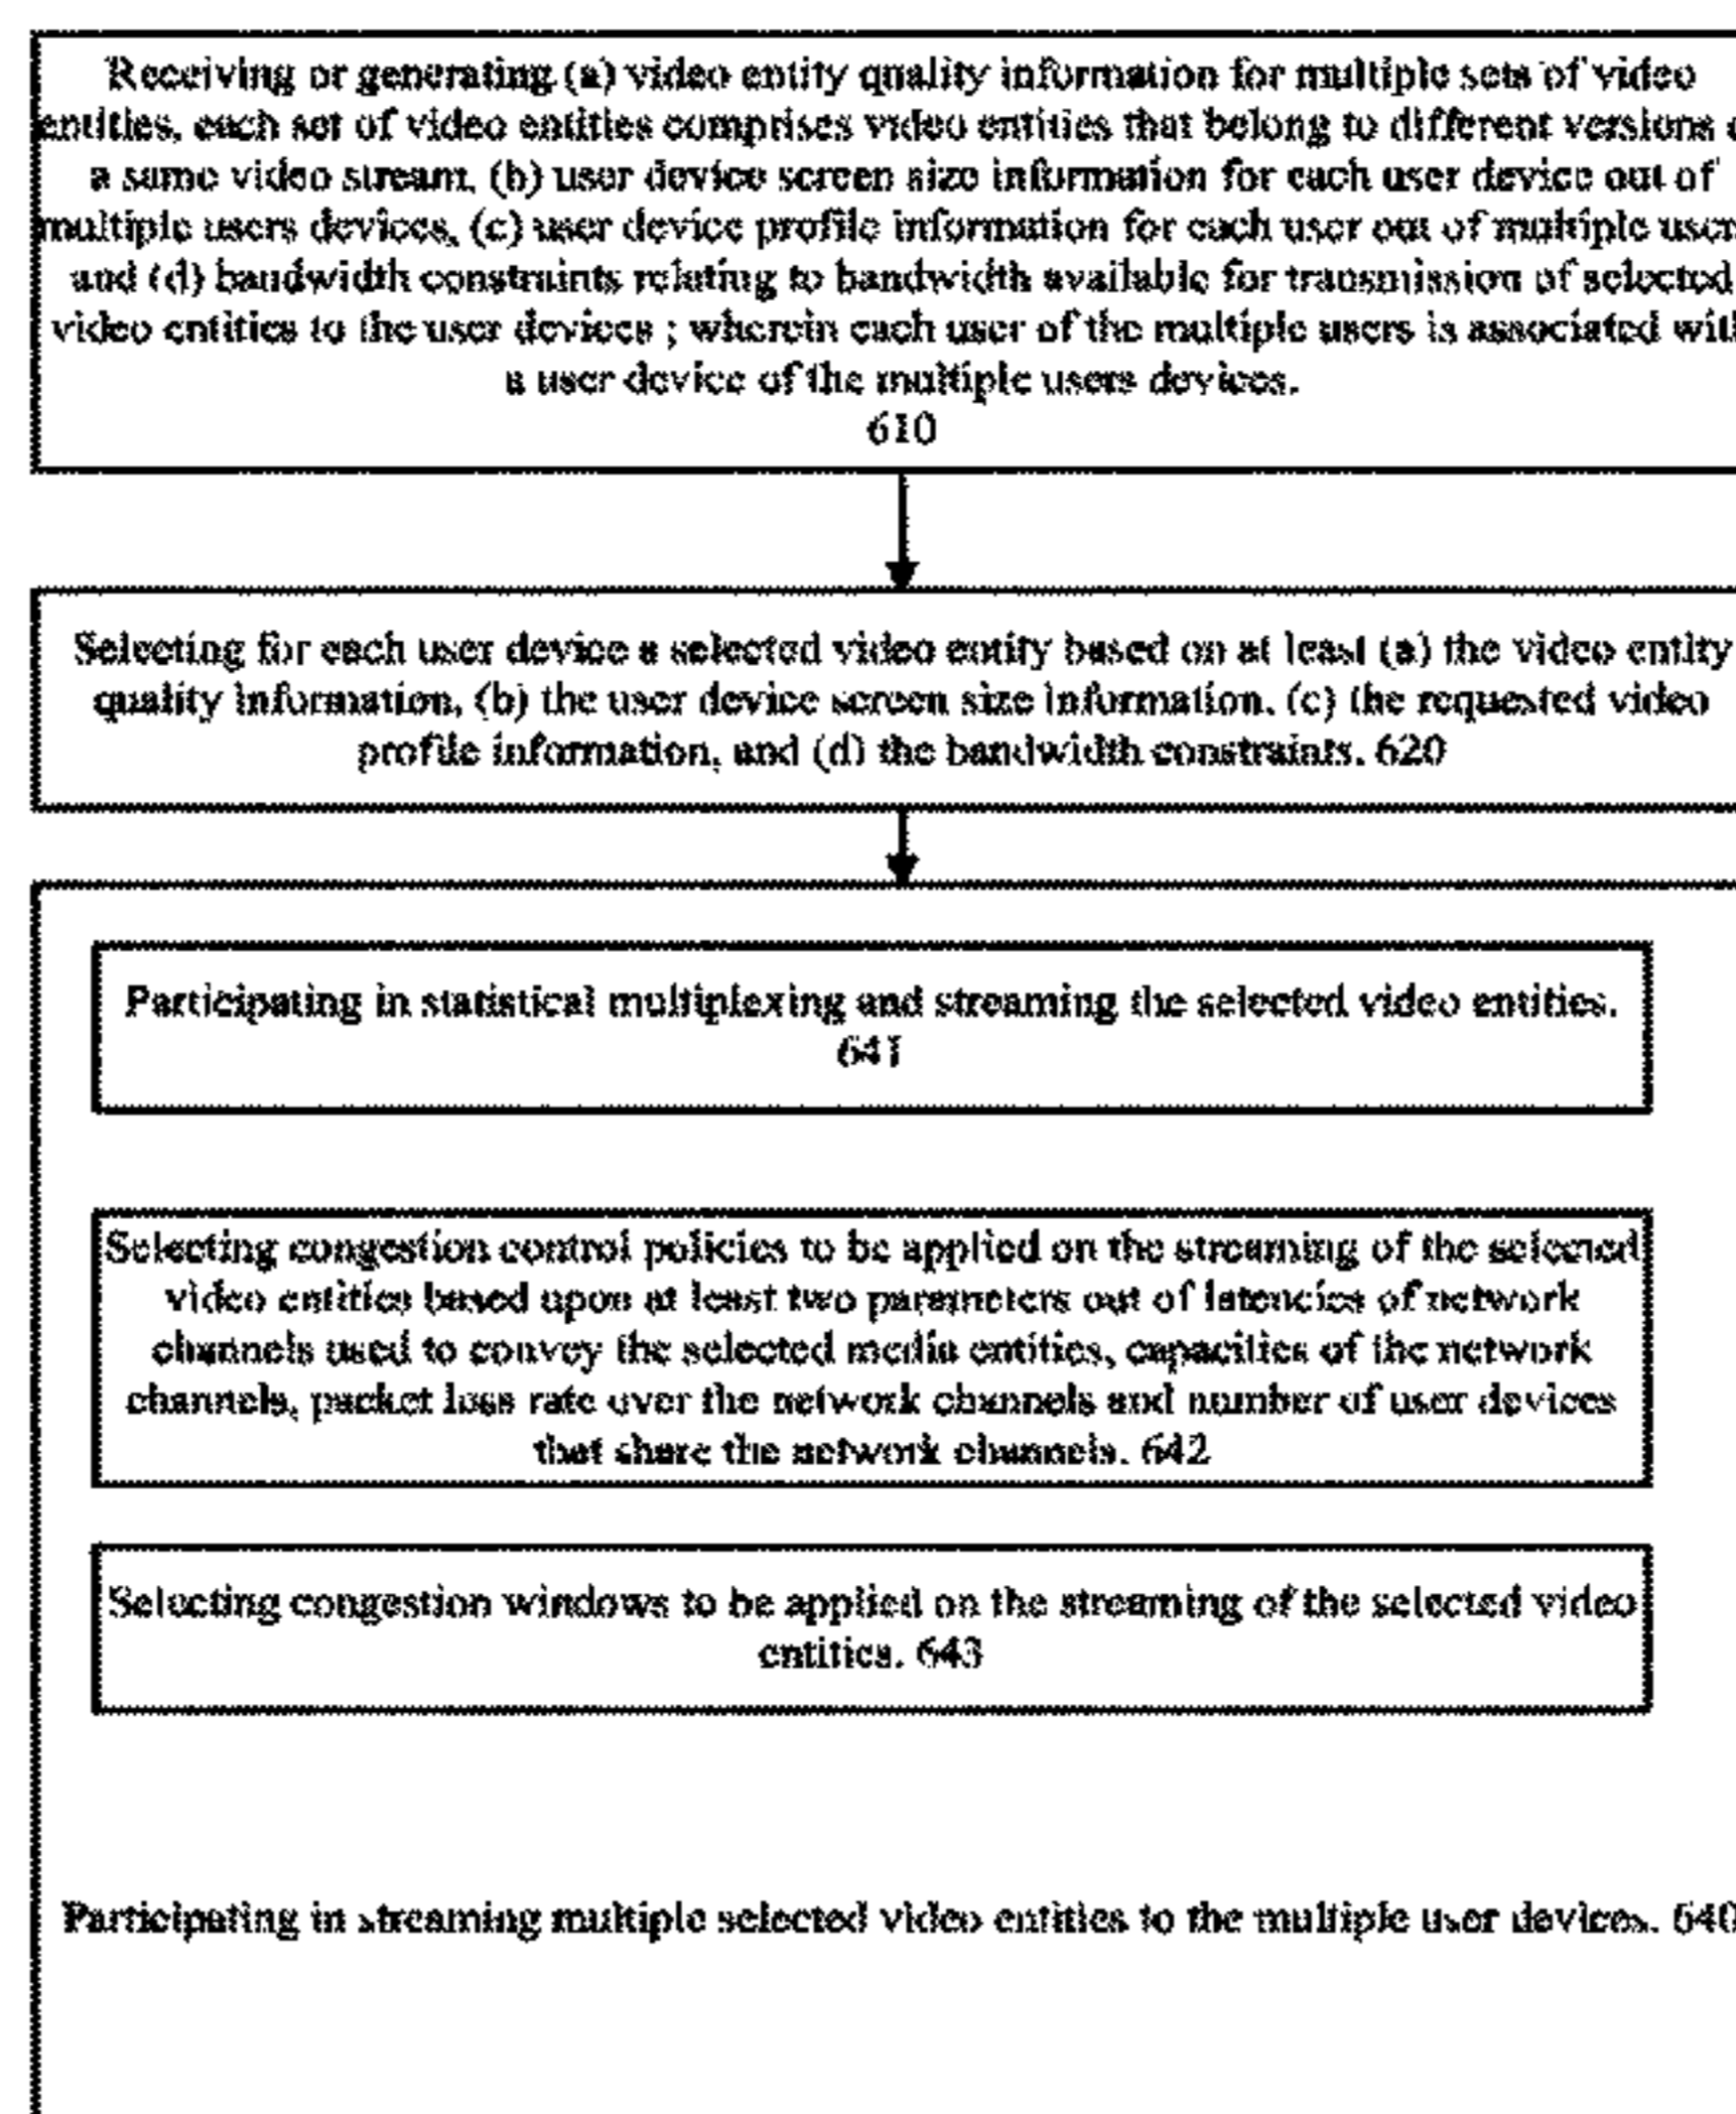 Receiving or generating (a) video entity quality information for multiple sets of video
entities, each set of video entities comprises video entities that belong to different versions
a same video stream, (b) user device screen size information for each user device out of
multiple users devices, (c) user device profile information for each user out of multiple users
and (d) bandwidth constraints relating to bandwidth available for transmission of selected
video entities to the user devices ; wherein each user of the multiple users is associated with
a user device of the multiple users devices.
610
Selecting for each user device a selected video entity based on at least (a) the video entity
quality information, (b) the user device screen size information, (c) the requested video
profile information, and (d) the bandwidth constraints. 620
Participating in statistical multiplexing and streaming the selected video entities.
641
Selecting congestion control policies to be applied on the streaming of the selected
video entities based upon at least two parameters out of latencies of network
channels used to convey the selected media entities, capacities of the network
channels, packet loss rate over the network channels and number of user devices
that share the network channels. 642
Selecting congestion windows to be applied on the streaming of the selected video
entities. 643
Participating in streaming multiple selected video entities to the multiple user devices. 640